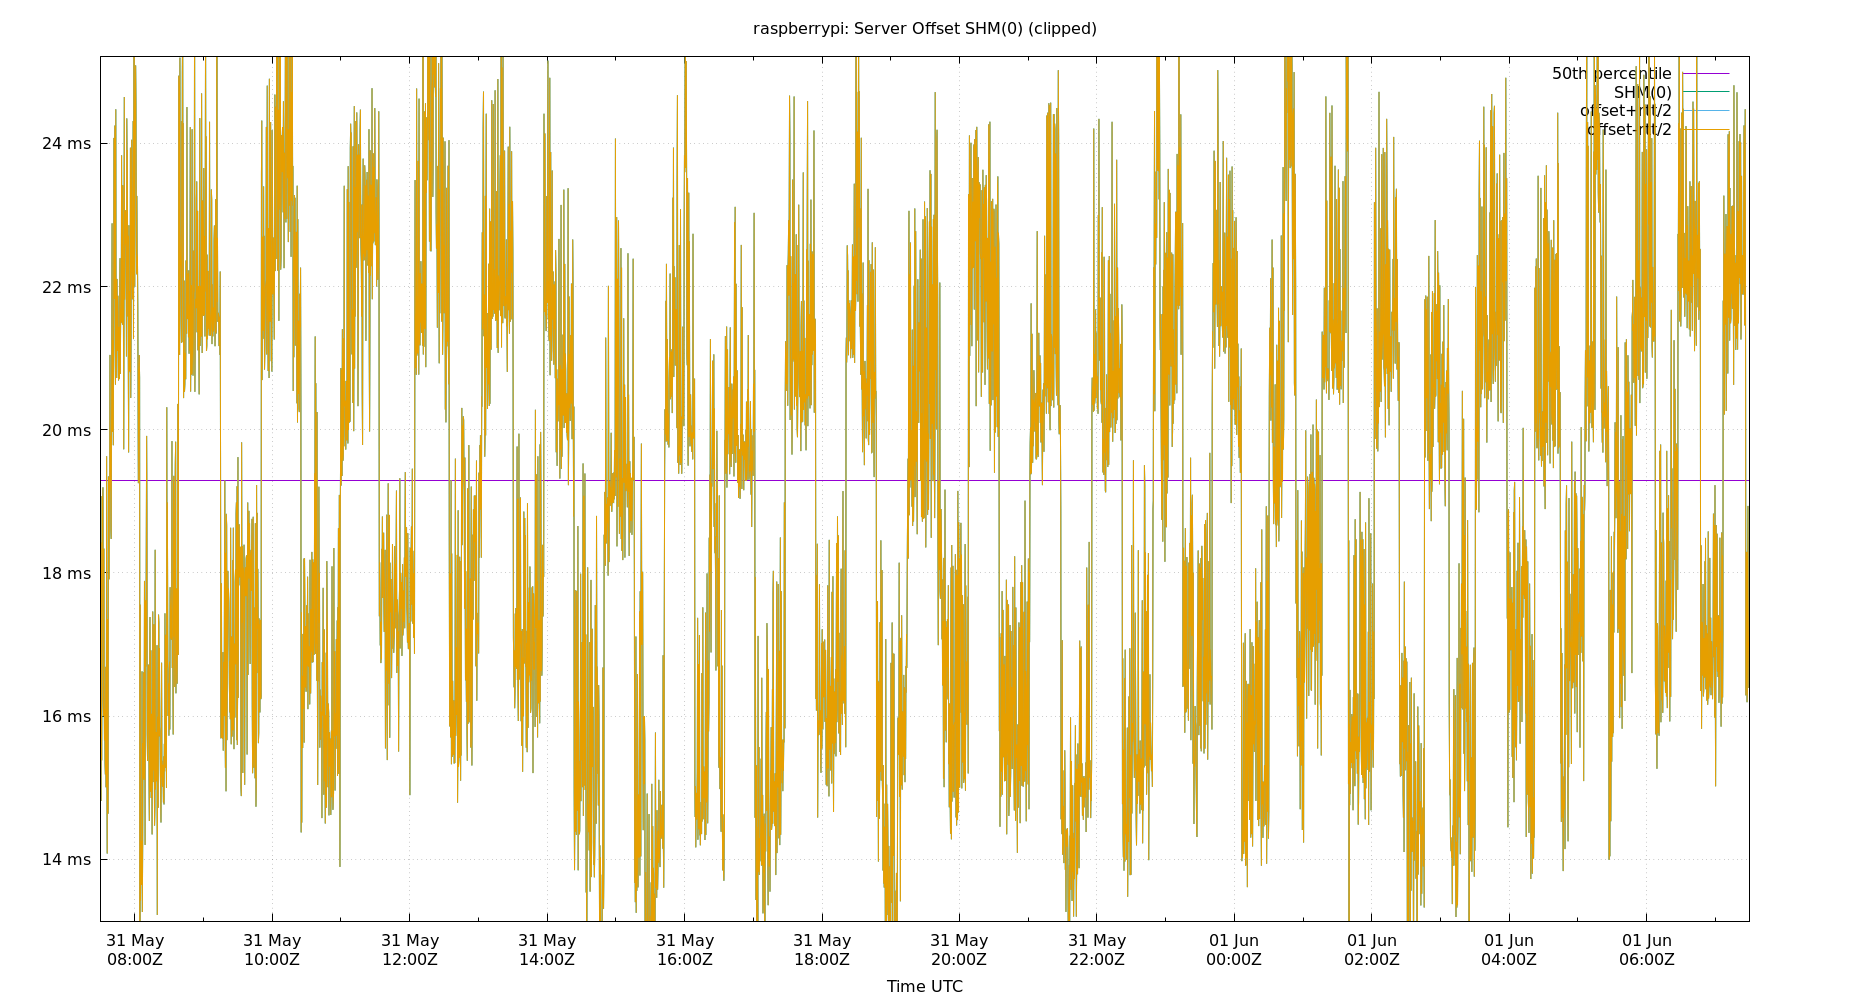 raspberrypi: Server Offset SHM(0) (clipped)
50th percentile
SHM(0)
offset+rtt/2
offset-rtt/2
24 ms
22 ms
20 ms
18 ms
16 ms
14 ms
31 May 31 May 31 May 31 May 31 May 31 May 31 May 31 May 01 Jun 01 Jun 01 Jun 01 Jun
08:00Z 10:00Z 12:00Z 14:00Z 16:00Z 18:00Z 20:00Z 22:00Z 00:00Z 02:00Z 04:00Z 06:00Z
Time UTC